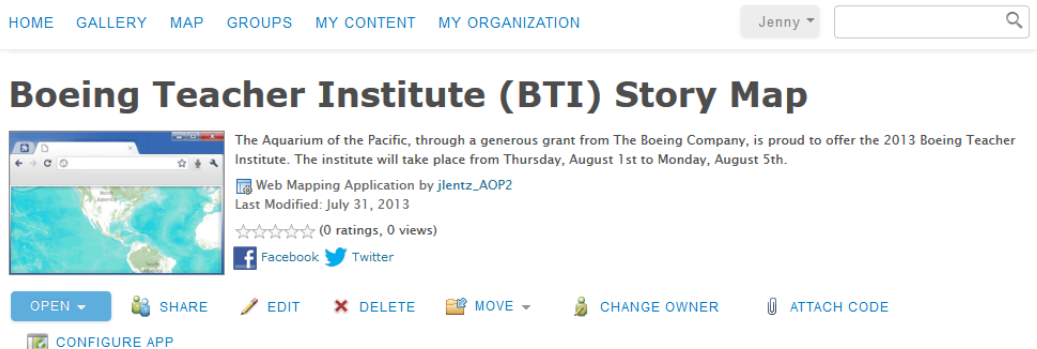 HOME GALLERY MAP GROUPS MY CONTENT MY ORGANIZATION Jenny
Boeing Teacher Institute (BTI) Story Map
The Aquarium of the Pacific, through a generous grant from The Boeing Company, is proud to offer the 2013 Boeing Teacher
Institute. The institute will take place from Thursday, August 1st to Monday, August 5th.
Web Mapping Application by jlentz_AOP2
Last Modified: July 31, 2013
(0 ratings, 0 views)
Facebook Twitter
North
America
OPEN SHARE EDIT DELETE MOVE CHANGE OWNER ATTACH CODE
CONFIGURE APP